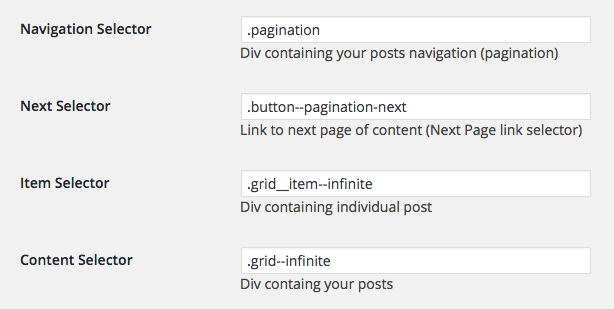 Navigation Selector
.pagination
Div containing your posts navigation (pagination)
Next Selector
.button--pagination-next
Link to next page of content (Next Page link selector)
Item Selector
.grid__item--infinite
Div containing individual post
Content Selector
.grid--infinite
Div containg your posts